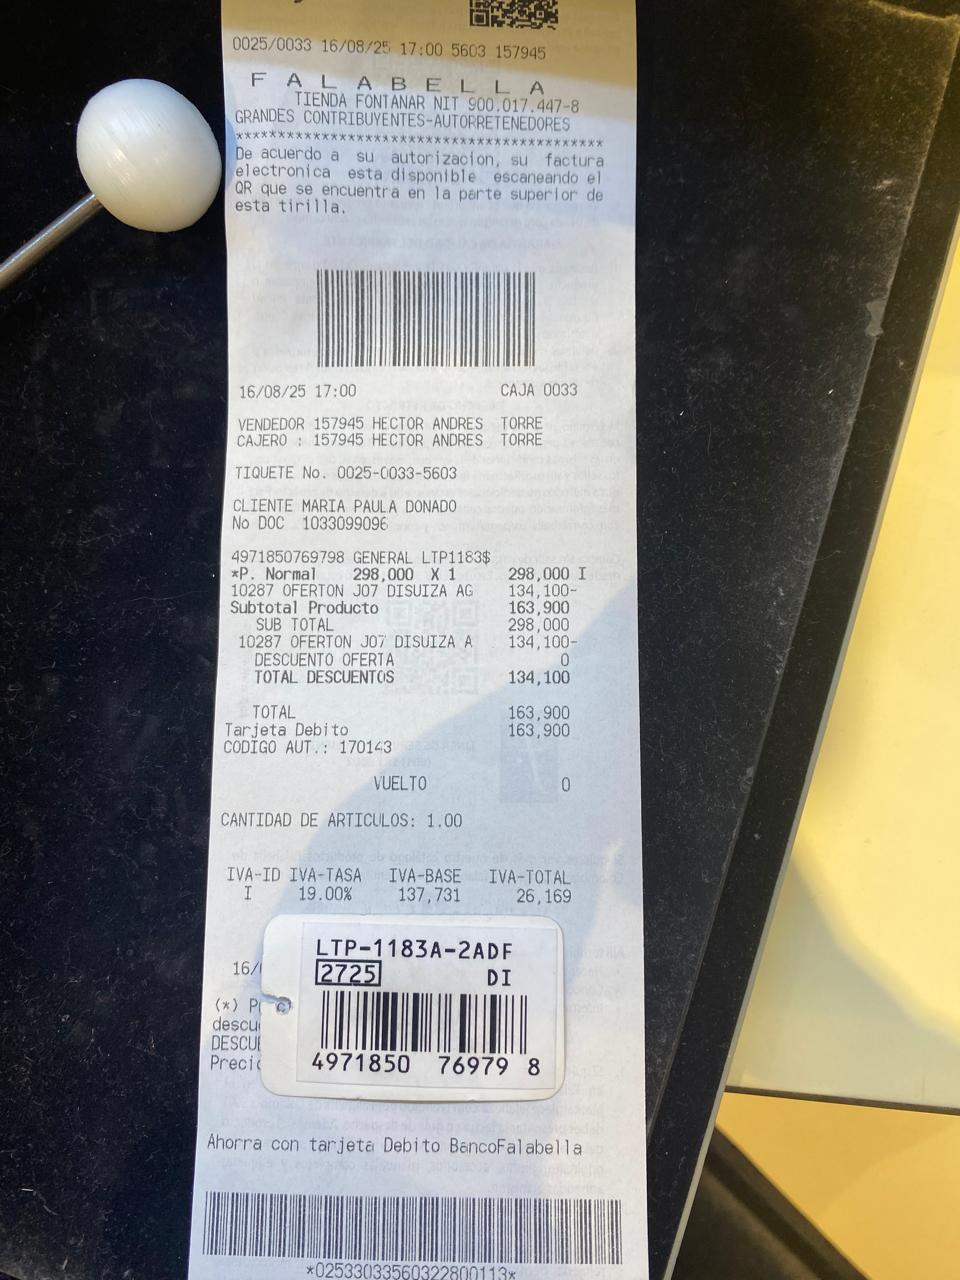 0025/0033 16/08/25 17:00 5603 157945
FALABELLA
TIENDA FONTANAR NIT 900.017.447-8
GRANDES CONTRIBUYENTES-AUTORRETENEDORES
****************************************************
De acuerdo a su autorizacion, su factura
electronica esta disponible escaneando el
QR que se encuentra en la parte superior de
esta tirilla.
16/08/25 17:00 CAJA 0033
VENDEDOR 157945 HECTOR ANDRES TORRE
CAJERO : 157945 HECTOR ANDRES TORRE
TIQUETE No. 0025-0033-5603
CLIENTE MARIA PAULA DONADO
No DOC 1033099096
4971850769798 GENERAL LTP1183$
*P. Normal 298,000 X 1 298,000 I
10287 OFERTON J07 DISUIZA AG 134,100-
Subtotal Producto 163,900
SUB TOTAL 298,000
10287 OFERTON J07 DISUIZA A 134,100-
DESCUENTO OFERTA 0
TOTAL DESCUENTOS 134,100
TOTAL 163,900
Tarjeta Debito 163,900
CODIGO AUT.: 170143
VUELTO 0
CANTIDAD DE ARTICULOS: 1.00
IVA-ID IVA-TASA IVA-BASE IVA-TOTAL
I 19.00% 137,731 26,169
LTP-1183A-2ADF
2725 DI
4971850 76979 8
16/
(*) P
descu
DESCUE
Preci
Ahorra con tarjeta Debito BancoFalabella
*02533033560322800113*